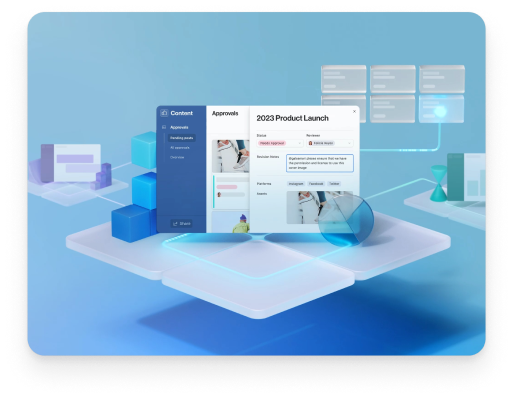 Content
Approvals
2023 Product Launch
Approvals
Status
Reviewer
Pending posts
Needs Approval
All approvals
Overview
Revision Notes
Platforms
Instagram
Facebook
Twitter
Assets
Share